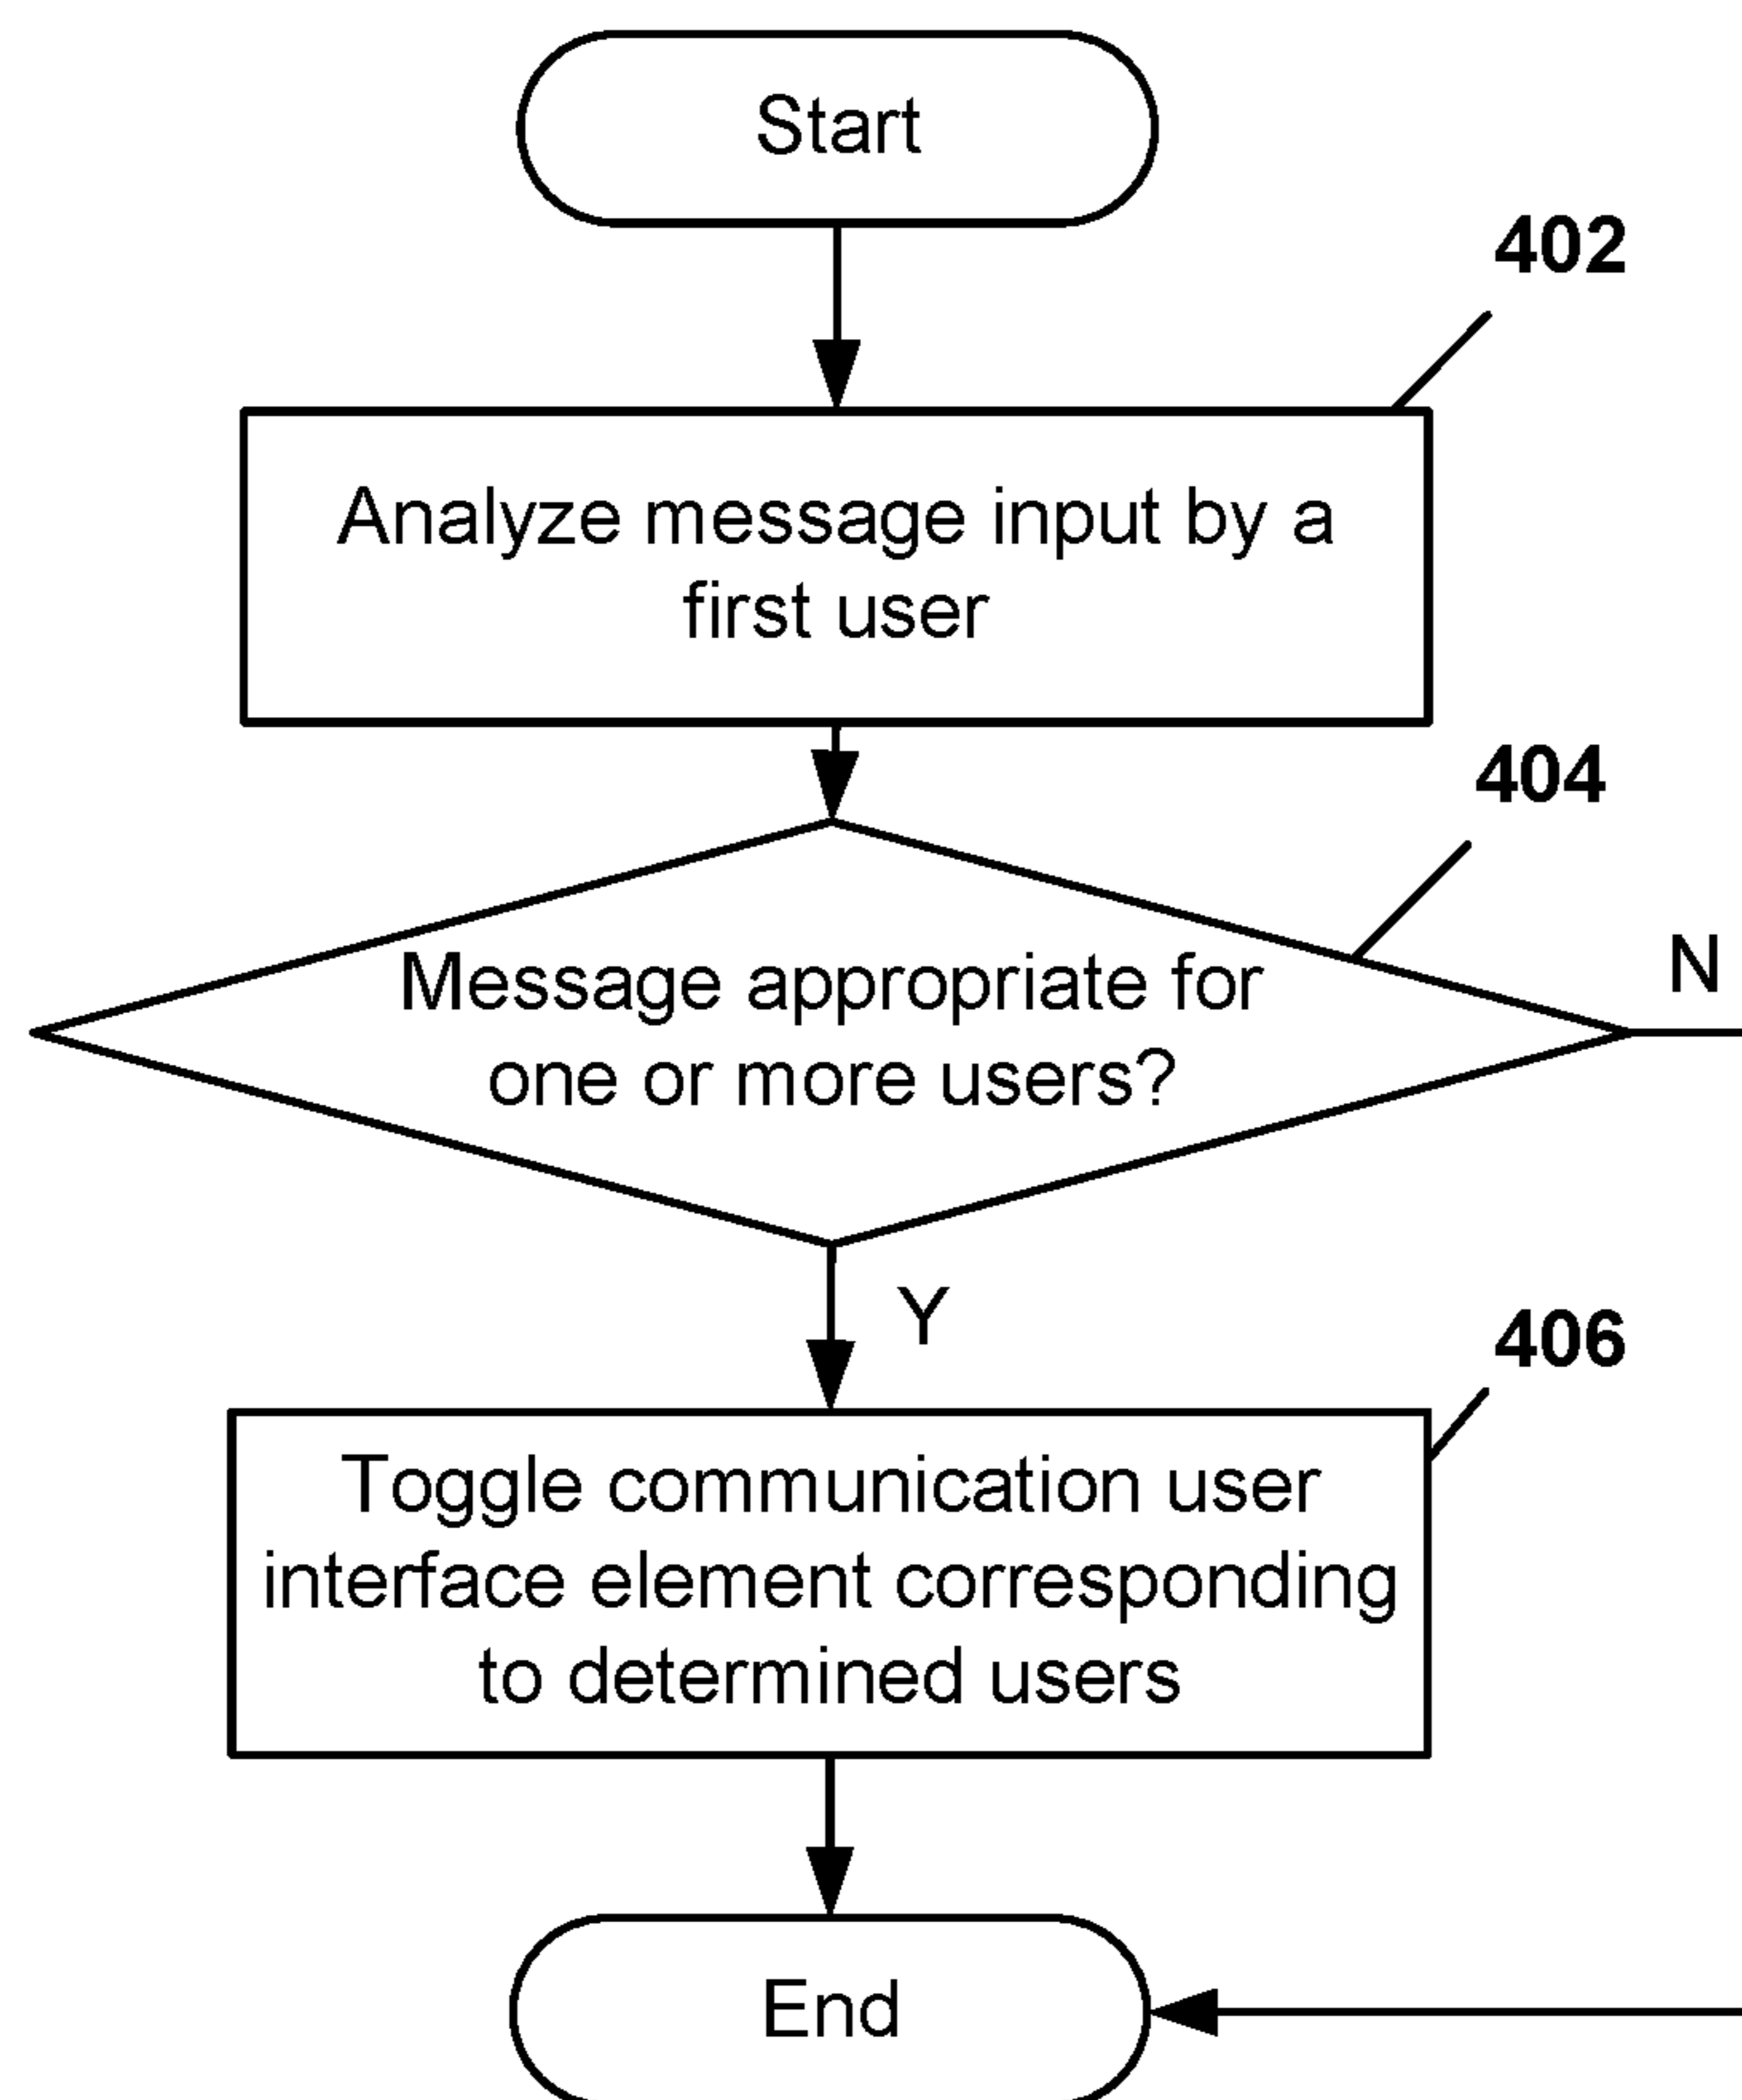 Start
402
Analyze message input by a
first user
404
Message appropriate for
one or more users?
N
Y
406
Toggle communication user
interface element corresponding
to determined users
End